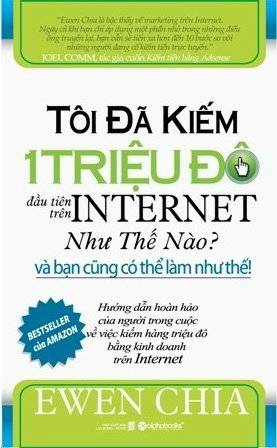 "Ewen Chia là bậc thầy về marketing trên Internet.
Ngay cả khi bạn chỉ áp dụng một phần nhỏ trong những điều
ông truyền lại, bạn vẫn sẽ tiến xa hơn đến 10 bước so với
những người đang cố kiếm tiền trực tuyến."
JOEL COMM, tác giả cuốn Kiếm tiền bằng Adsense
TÔI ĐÃ KIẾM
1 TRIỆU ĐÔ
đầu tiên
trên INTERNET
Như Thế Nào?
và bạn cũng có thể làm như thế!
BESTSELLER
của AMAZON
Hướng dẫn hoàn hảo
của người trong cuộc
về việc kiếm hàng triệu đô
bằng kinh doanh
trên Internet
EWEN CHIA
alphabooks